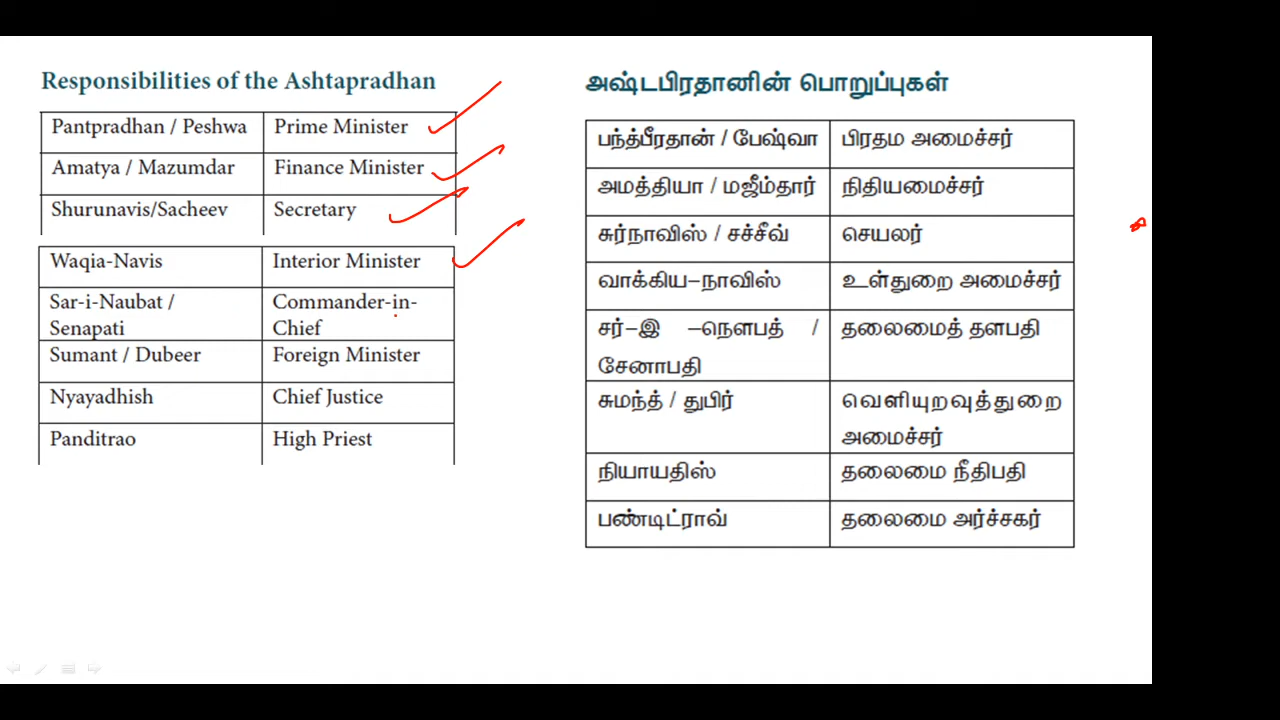 Responsibilities of the Ashtapradhan
Pantpradhan / Peshwa Prime Minister
Amatya / Mazumdar Finance Minister
Shurunavis/Sacheev Secretary
Waqia-Navis Interior Minister
Sar-i-Naubat / Commander-in-
Senapati Chief
Sumant / Dubeer Foreign Minister
Nyayadhish Chief Justice
Panditrao High Priest
அஷ்டபிரதானின் பொறுப்புகள்
பந்த்பீரதான் / பேஷ்வா பிரதம அமைச்சர்
அமத்தியா / மஜீம்தார் நிதியமைச்சர்
சுர்நாவிஸ் / சச்சீவ் செயலர்
வாக்கிய–நாவிஸ் உள்துறை அமைச்சர்
சர்–இ –நௌபத் / தலைமைத் தளபதி
சேனாபதி
சுமந்த் / துபிர் வெளியுறவுத்துறை
அமைச்சர்
நியாயதிஸ் தலைமை நீதிபதி
பண்டிட்ராவ் தலைமை அர்ச்சகர்